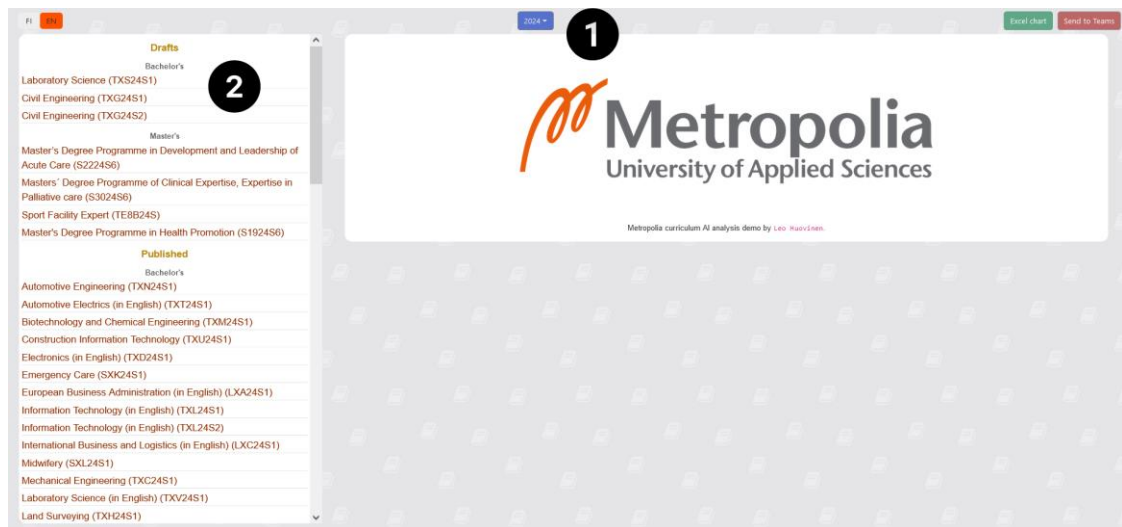 FI EN
2024
1
Excel chart
Send to Teams
Drafts
Bachelor's
2
Laboratory Science (TXS24S1)
Civil Engineering (TXG24S1)
Civil Engineering (TXG24S2)
Master's
Master's Degree Programme in Development and Leadership of
Acute Care (S2224S6)
Masters´ Degree Programme of Clinical Expertise, Expertise in
Palliative care (S3024S6)
Sport Facility Expert (TE8B24S)
Master's Degree Programme in Health Promotion (S1924S6)
Published
Bachelor's
Automotive Engineering (TXN24S1)
Automotive Electrics (in English) (TXT24S1)
Biotechnology and Chemical Engineering (TXM24S1)
Construction Information Technology (TXU24S1)
Electronics (in English) (TXD24S1)
Emergency Care (SXK24S1)
European Business Administration (in English) (LXA24S1)
Information Technology (in English) (TXL24S1)
Information Technology (in English) (TXL24S2)
International Business and Logistics (in English) (LXC24S1)
Midwifery (SXL24S1)
Mechanical Engineering (TXC24S1)
Laboratory Science (in English) (TXV24S1)
Land Surveying (TXH24S1)
Metropolia
University of Applied Sciences
Metropolia curriculum AI analysis demo by Leo Huovinen.